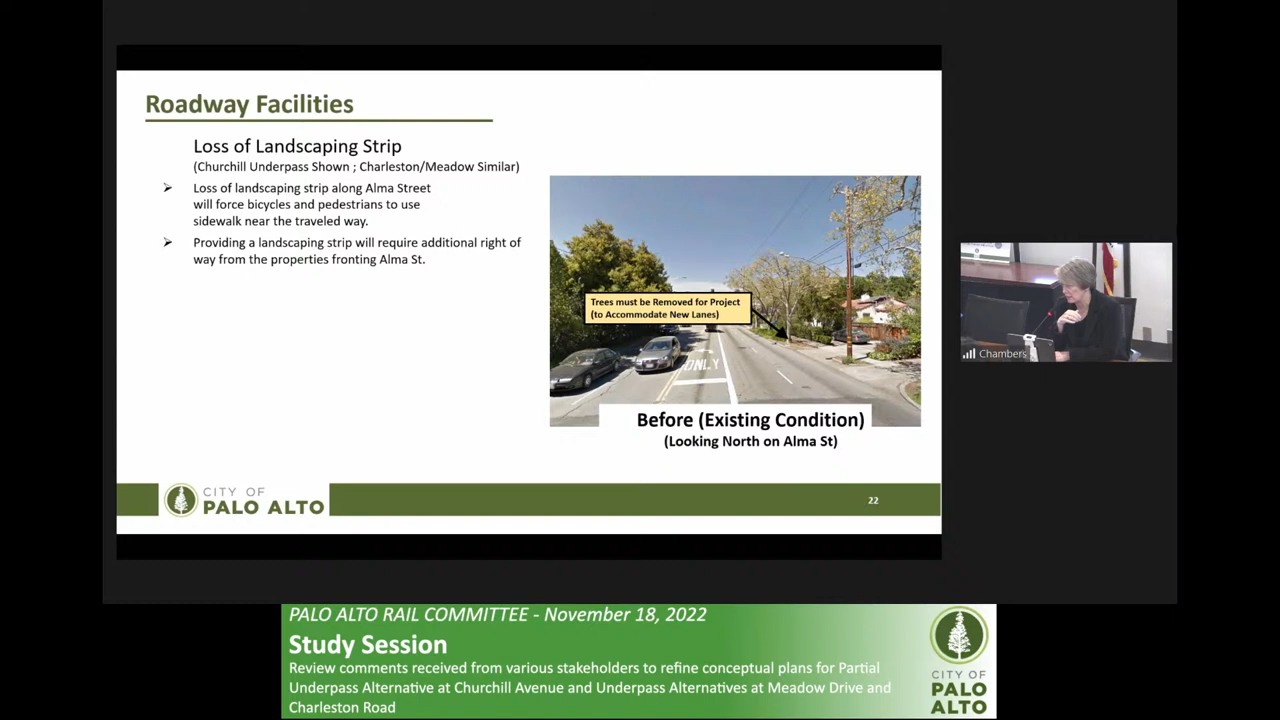 Roadway Facilities
Loss of Landscaping Strip
(Churchill Underpass Shown ; Charleston/Meadow Similar)
Loss of landscaping strip along Alma Street
will force bicycles and pedestrians to use
sidewalk near the traveled way.
Providing a landscaping strip will require additional right of
way from the properties fronting Alma St.
Trees must be Removed for Project
(to Accommodate New Lanes)
ONLY
Before (Existing Condition)
(Looking North on Alma St)
CITY OF
PALO ALTO
22
Chambers
PALO ALTO RAIL COMMITTEE - November 18, 2022
Study Session
Review comments received from various stakeholders to refine conceptual plans for Partial
Underpass Alternative at Churchill Avenue and Underpass Alternatives at Meadow Drive and
Charleston Road
CITY OF
PALO
ALTO